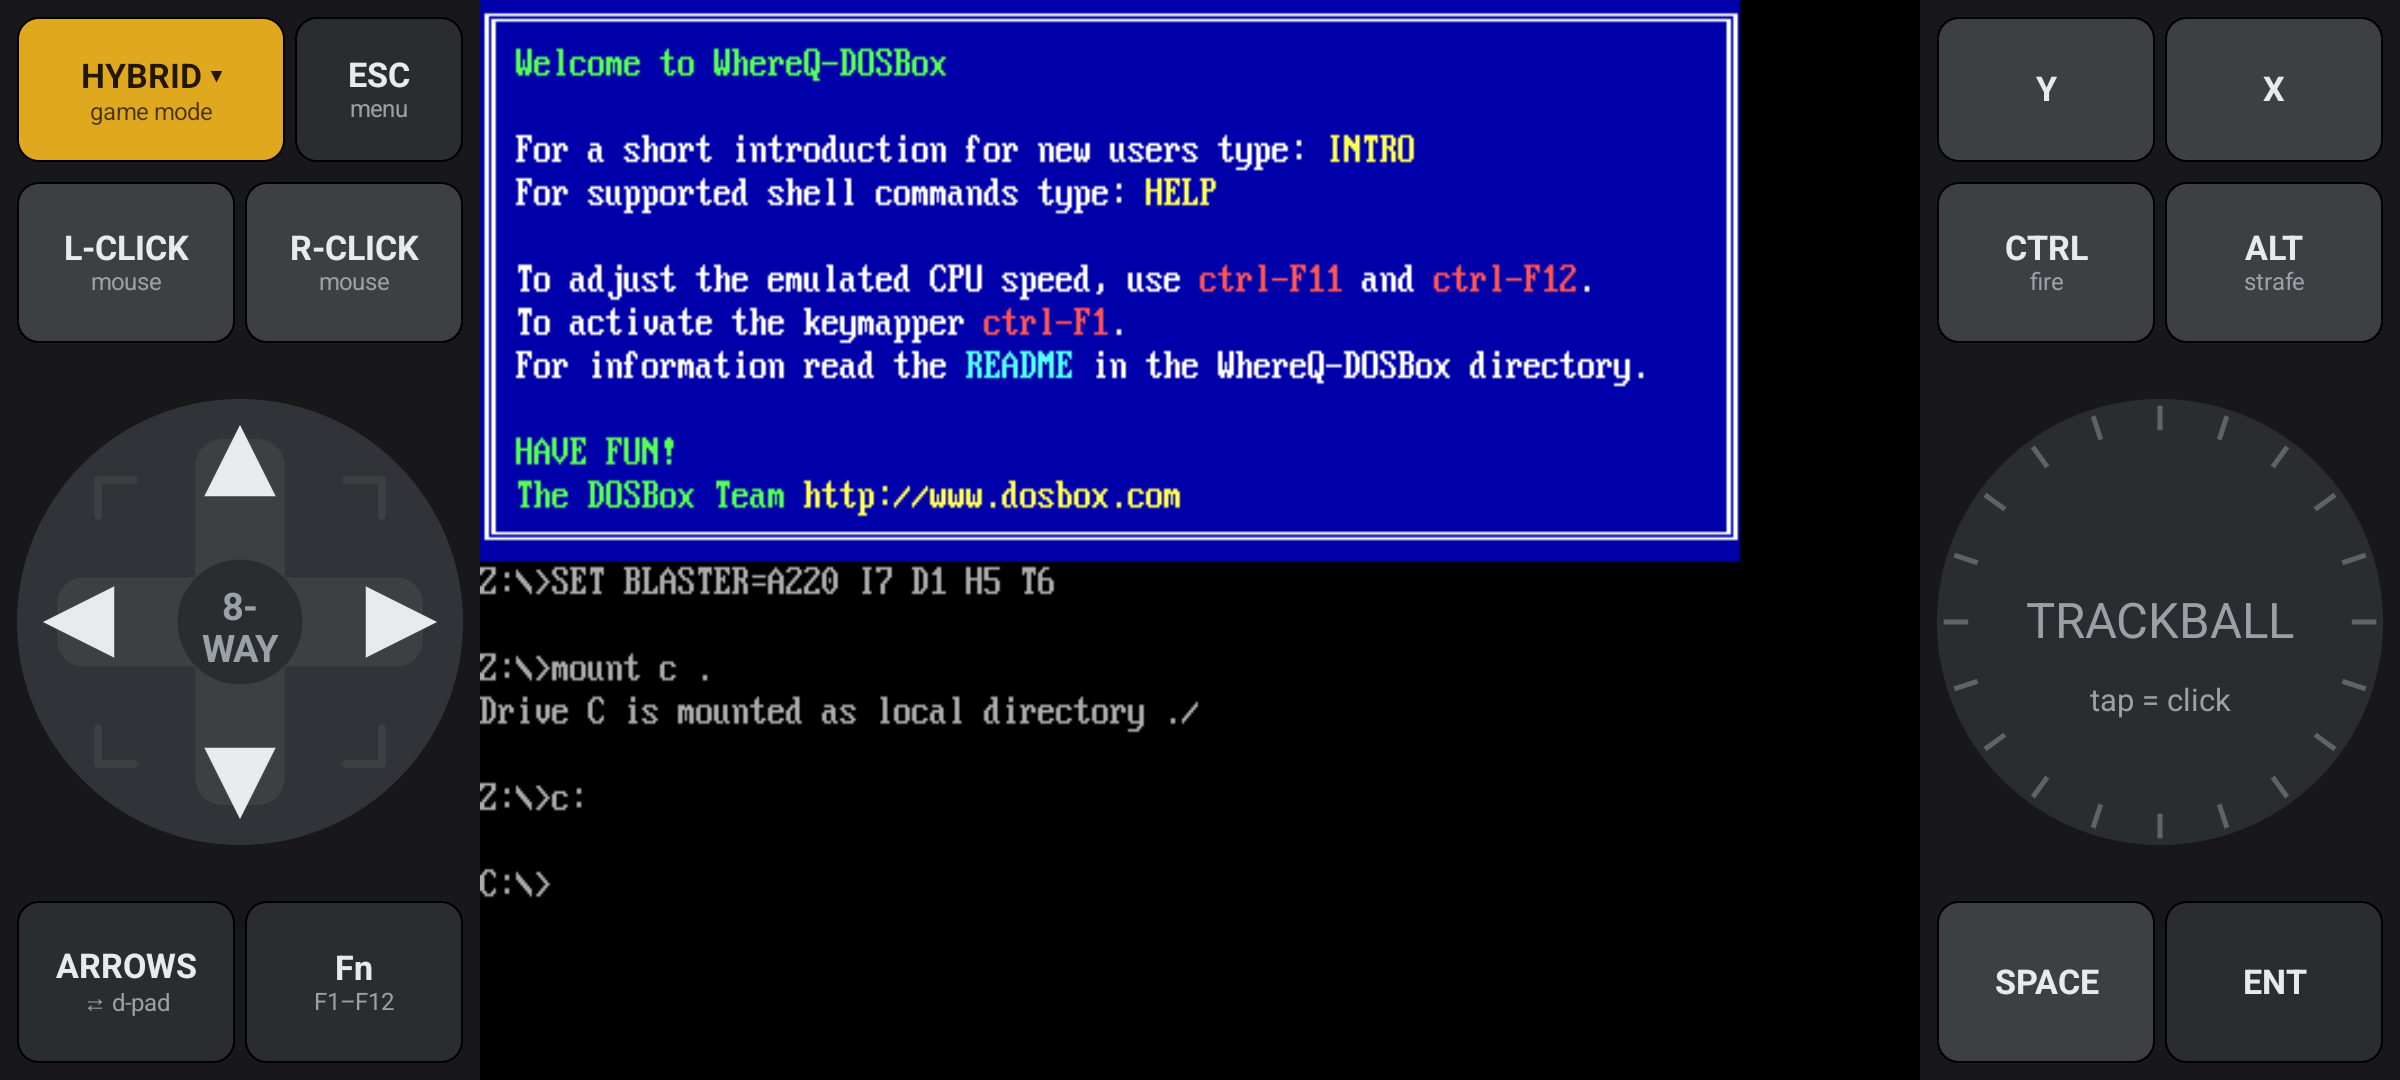 HYBRID ▾
game mode
ESC
menu
L-CLICK
mouse
R-CLICK
mouse
8-
WAY
ARROWS
⇄ d-pad
Fn
F1–F12
Welcome to WhereQ-DOSBox
For a short introduction for new users type: INTRO
For supported shell commands type: HELP
To adjust the emulated CPU speed, use ctrl-F11 and ctrl-F12.
To activate the keymapper ctrl-F1.
For information read the README in the WhereQ-DOSBox directory.
HAVE FUN!
The DOSBox Team http://www.dosbox.com
Z:\>SET BLASTER=A220 I7 D1 H5 T6
Z:\>mount c .
Drive C is mounted as local directory ./
Z:\>c:
C:\>
Y
X
CTRL
fire
ALT
strafe
TRACKBALL
tap = click
SPACE
ENT